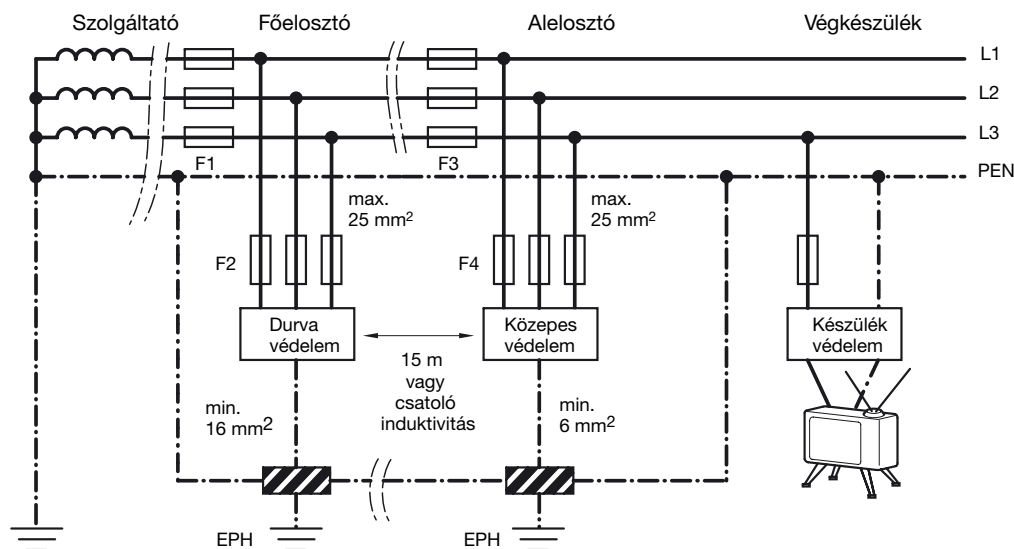 Szolgáltató
Főelosztó
Alelosztó
Végkészülék
L1
L2
L3
PEN
F1
F3
max.
25 mm²
max.
25 mm²
F2
F4
Durva
védelem
Közepes
védelem
Készülék
védelem
15 m
vagy
csatoló
induktivitás
min.
16 mm²
min.
6 mm²
EPH
EPH